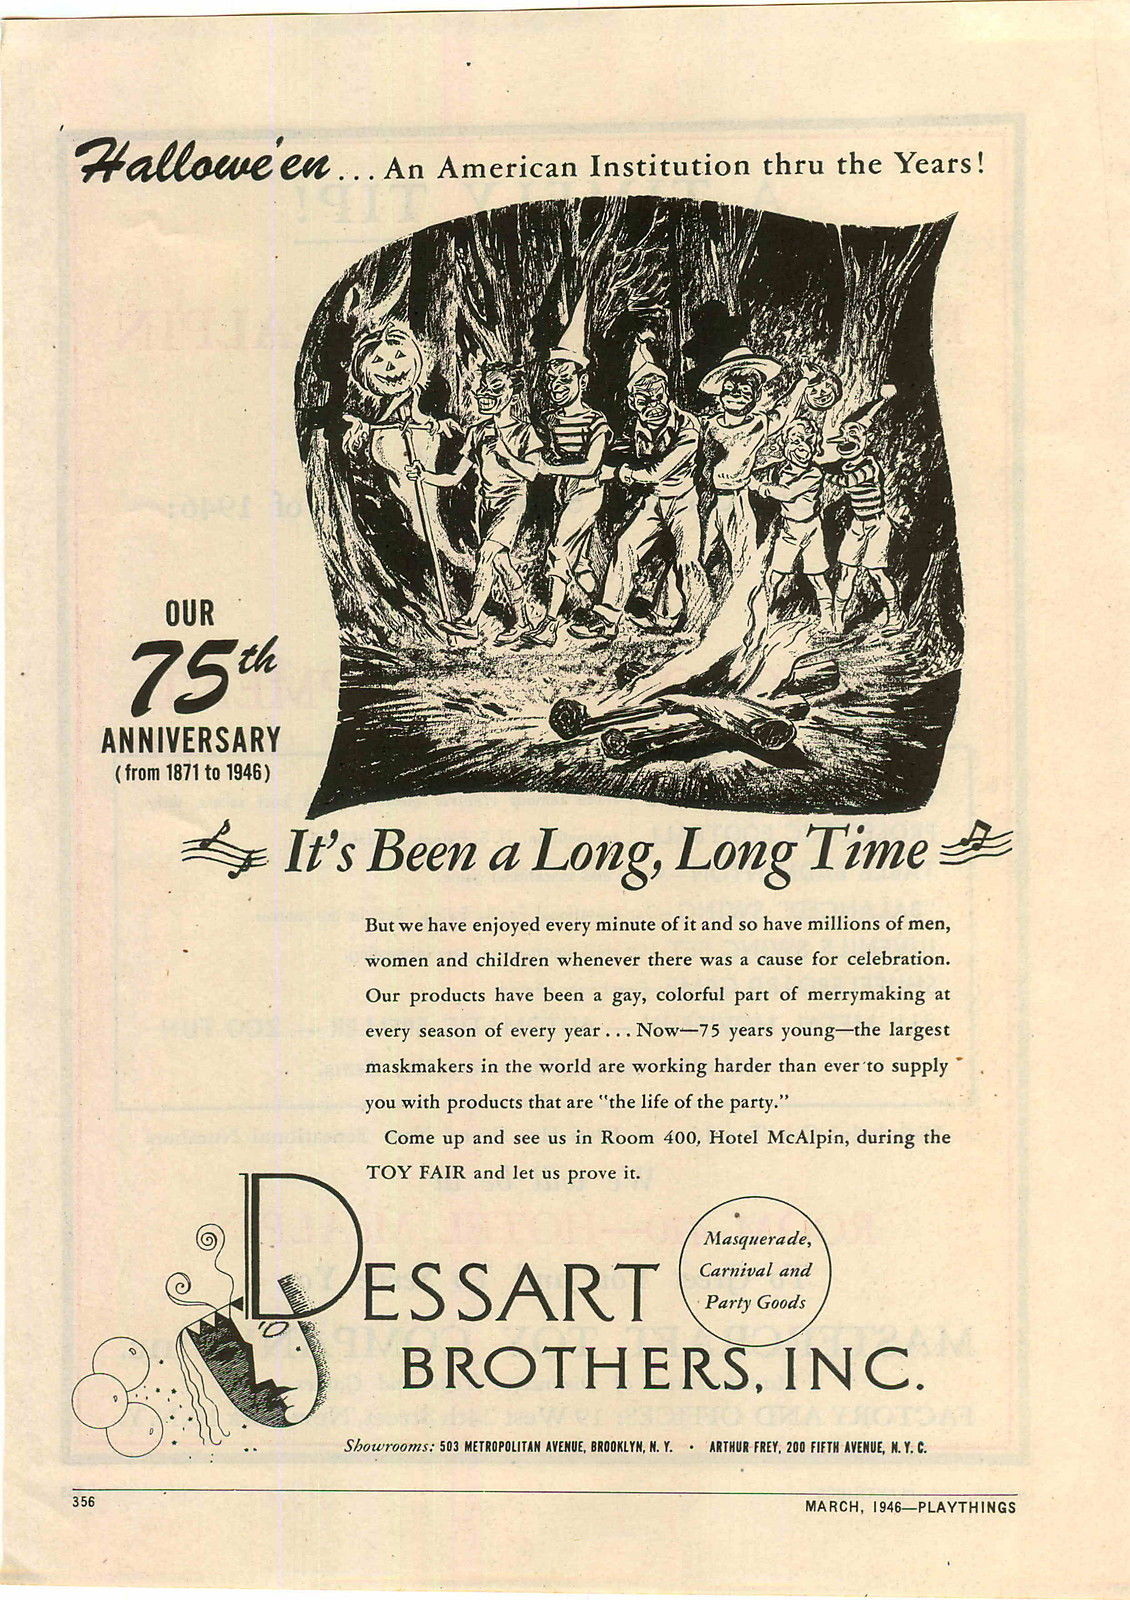 Hallowe'en... An American Institution thru the Years!
OUR
75th
ANNIVERSARY
(from 1871 to 1946)
It's Been a Long, Long Time
But we have enjoyed every minute of it and so have millions of men,
women and children whenever there was a cause for celebration.
Our products have been a gay, colorful part of merrymaking at
every season of every year... Now—75 years young—the largest
maskmakers in the world are working harder than ever to supply
you with products that are "the life of the party."
Come up and see us in Room 400, Hotel McAlpin, during the
TOY FAIR and let us prove it.
DESSART
BROTHERS, INC.
Masquerade,
Carnival and
Party Goods
Showrooms: 503 METROPOLITAN AVENUE, BROOKLYN, N. Y. • ARTHUR FREY, 200 FIFTH AVENUE, N. Y. C.
356
MARCH, 1946—PLAYTHINGS